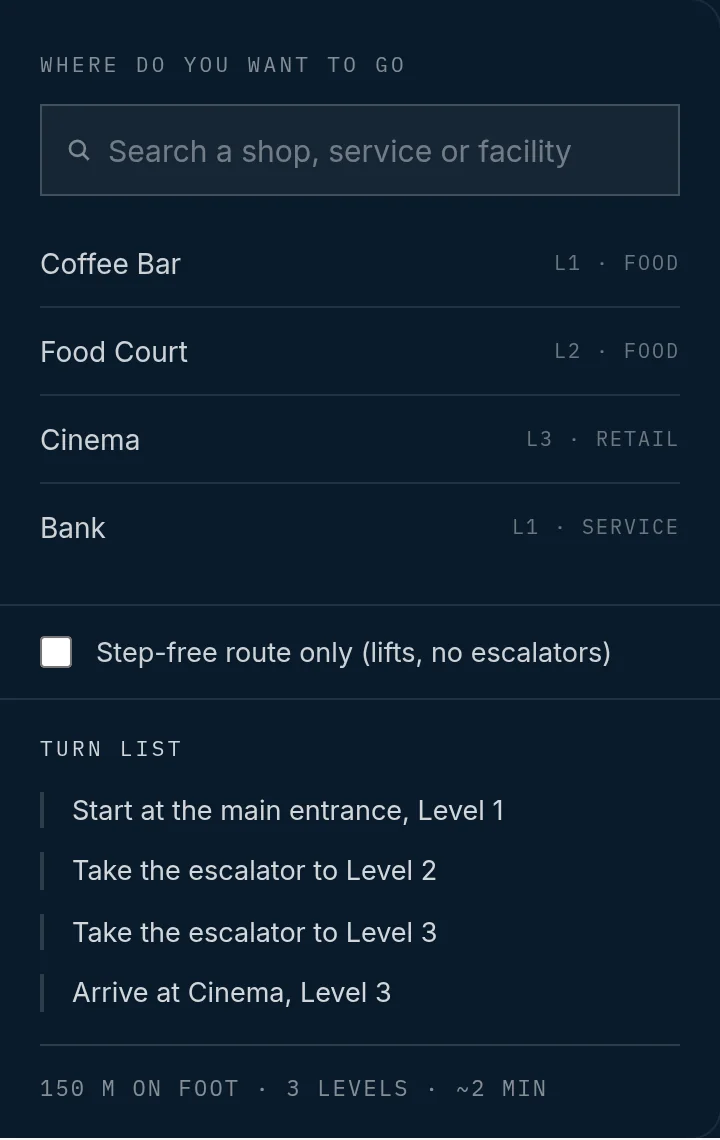 WHERE DO YOU WANT TO GO
Search a shop, service or facility
Coffee Bar L1 · FOOD
Food Court L2 · FOOD
Cinema L3 · RETAIL
Bank L1 · SERVICE
Step-free route only (lifts, no escalators)
TURN LIST
Start at the main entrance, Level 1
Take the escalator to Level 2
Take the escalator to Level 3
Arrive at Cinema, Level 3
150 M ON FOOT · 3 LEVELS · ~2 MIN